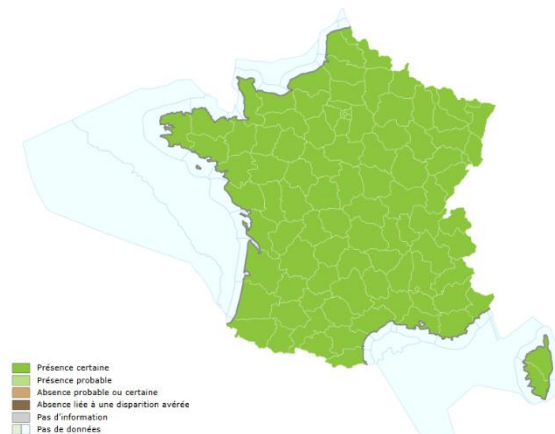 Présence certaine
Présence probable
Absence probable ou certaine
Absence liée à une disparition avérée
Pas d'information
Pas de données